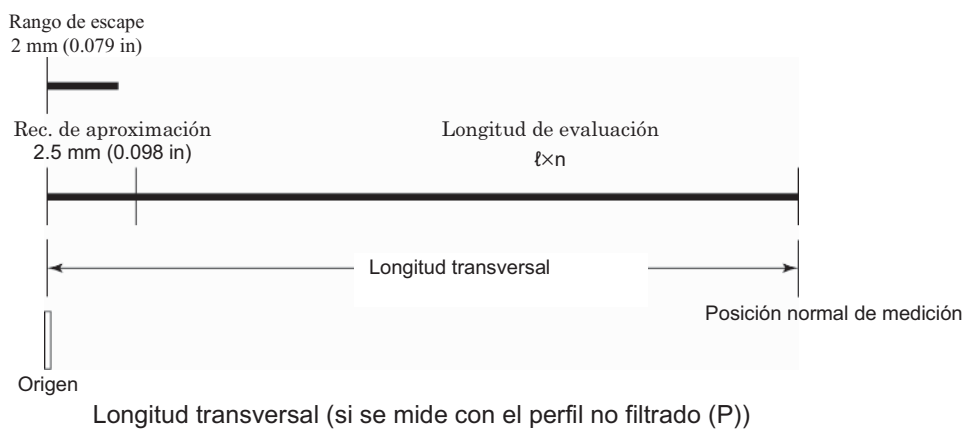 Rango de escape
2 mm (0.079 in)
Rec. de aproximación
2.5 mm (0.098 in)
Longitud de evaluación
ℓ×n
Longitud transversal
Posición normal de medición
Origen
Longitud transversal (si se mide con el perfil no filtrado (P))